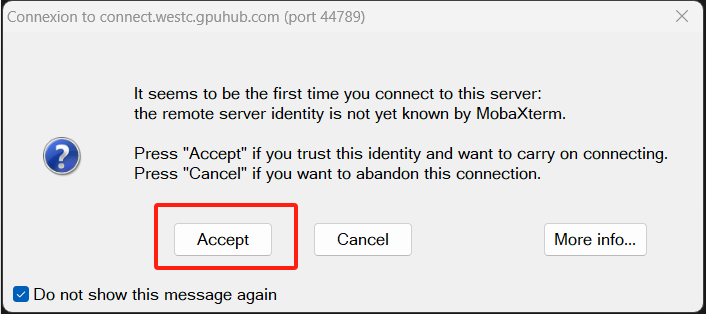 Connexion to connect.westc.gpuhub.com (port 44789)
It seems to be the first time you connect to this server:
the remote server identity is not yet known by MobaXterm.
Press "Accept" if you trust this identity and want to carry on connecting.
Press "Cancel" if you want to abandon this connection.
Accept
Cancel
More info...
Do not show this message again